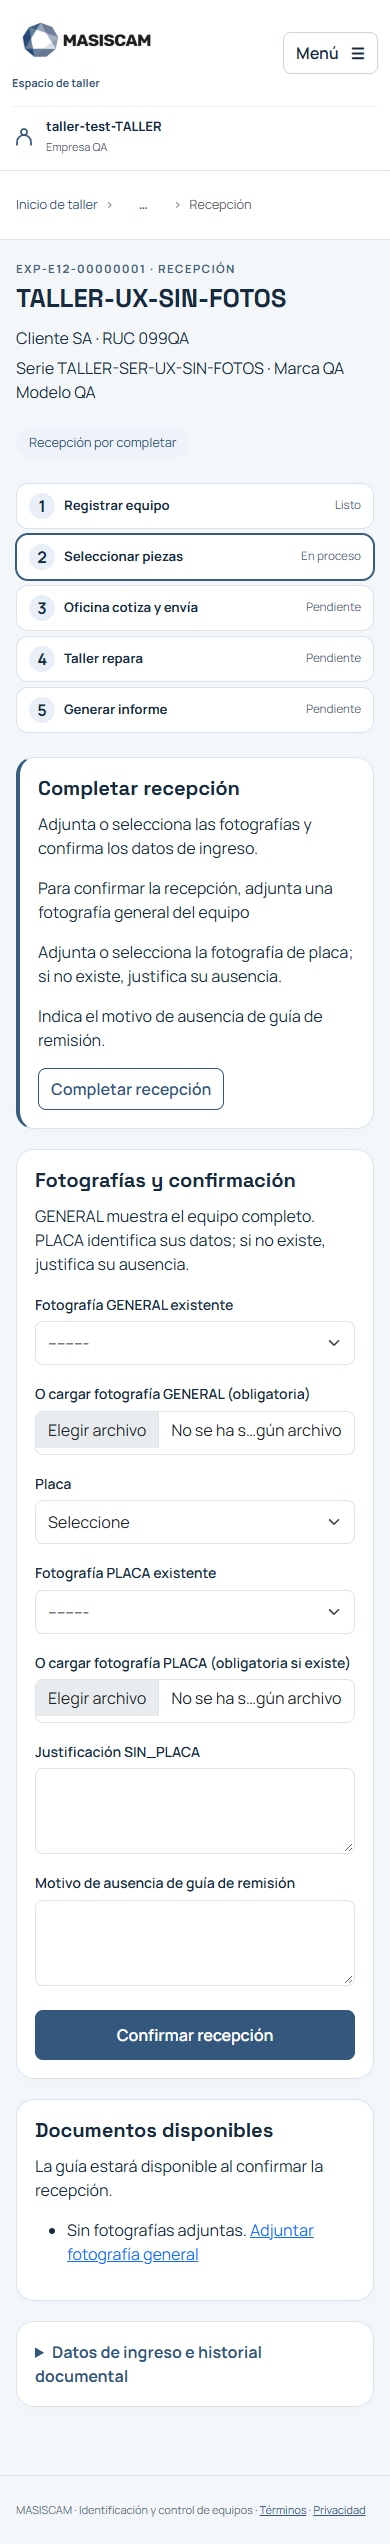 MASISCAM
Menú ☰
Espacio de taller
taller-test-TALLER
Empresa QA
Inicio de taller › ... › Recepción
EXP-E12-00000001 · RECEPCIÓN
TALLER-UX-SIN-FOTOS
Cliente SA · RUC 099QA
Serie TALLER-SER-UX-SIN-FOTOS · Marca QA
Modelo QA
Recepción por completar
1 Registrar equipo Listo
2 Seleccionar piezas En proceso
3 Oficina cotiza y envía Pendiente
4 Taller repara Pendiente
5 Generar informe Pendiente
Completar recepción
Adjunta o selecciona las fotografías y
confirma los datos de ingreso.
Para confirmar la recepción, adjunta una
fotografía general del equipo
Adjunta o selecciona la fotografía de placa;
si no existe, justifica su ausencia.
Indica el motivo de ausencia de guía de
remisión.
Completar recepción
Fotografías y confirmación
GENERAL muestra el equipo completo.
PLACA identifica sus datos; si no existe,
justifica su ausencia.
Fotografía GENERAL existente
---------
O cargar fotografía GENERAL (obligatoria)
Elegir archivo No se ha s...gún archivo
Placa
Seleccione
Fotografía PLACA existente
---------
O cargar fotografía PLACA (obligatoria si existe)
Elegir archivo No se ha s...gún archivo
Justificación SIN_PLACA
Motivo de ausencia de guía de remisión
Confirmar recepción
Documentos disponibles
La guía estará disponible al confirmar la
recepción.
• Sin fotografías adjuntas. Adjuntar
fotografía general
▶ Datos de ingreso e historial
documental
MASISCAM · Identificación y control de equipos · Términos · Privacidad